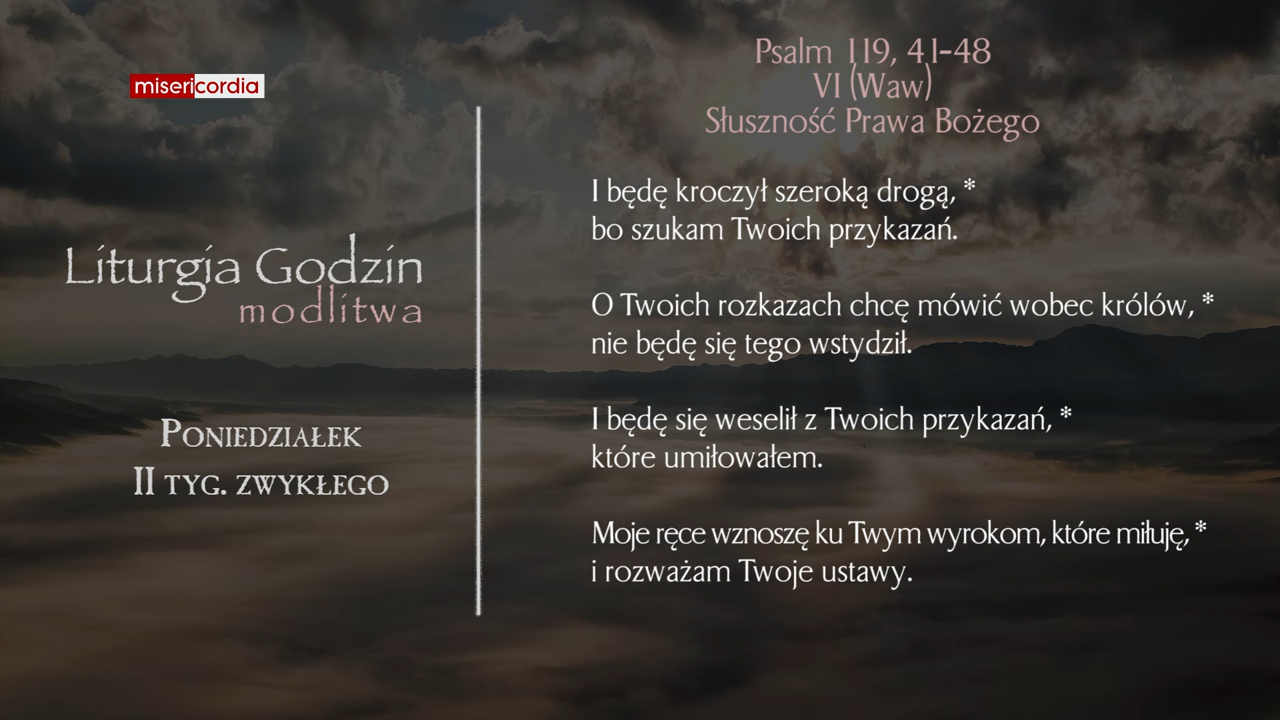 misericordia
Liturgia Godzin
modlitwa
Poniedziałek
II tyg. zwykłego
Psalm 119, 41-48
VI (Waw)
Słuszność Prawa Bożego
I będę kroczył szeroką drogą, *
bo szukam Twoich przykazań.
O Twoich rozkazach chcę mówić wobec królów, *
nie będę się tego wstydził.
I będę się weselił z Twoich przykazań, *
które umiłowałem.
Moje ręce wznoszę ku Twym wyrokom, które miłuję, *
i rozważam Twoje ustawy.